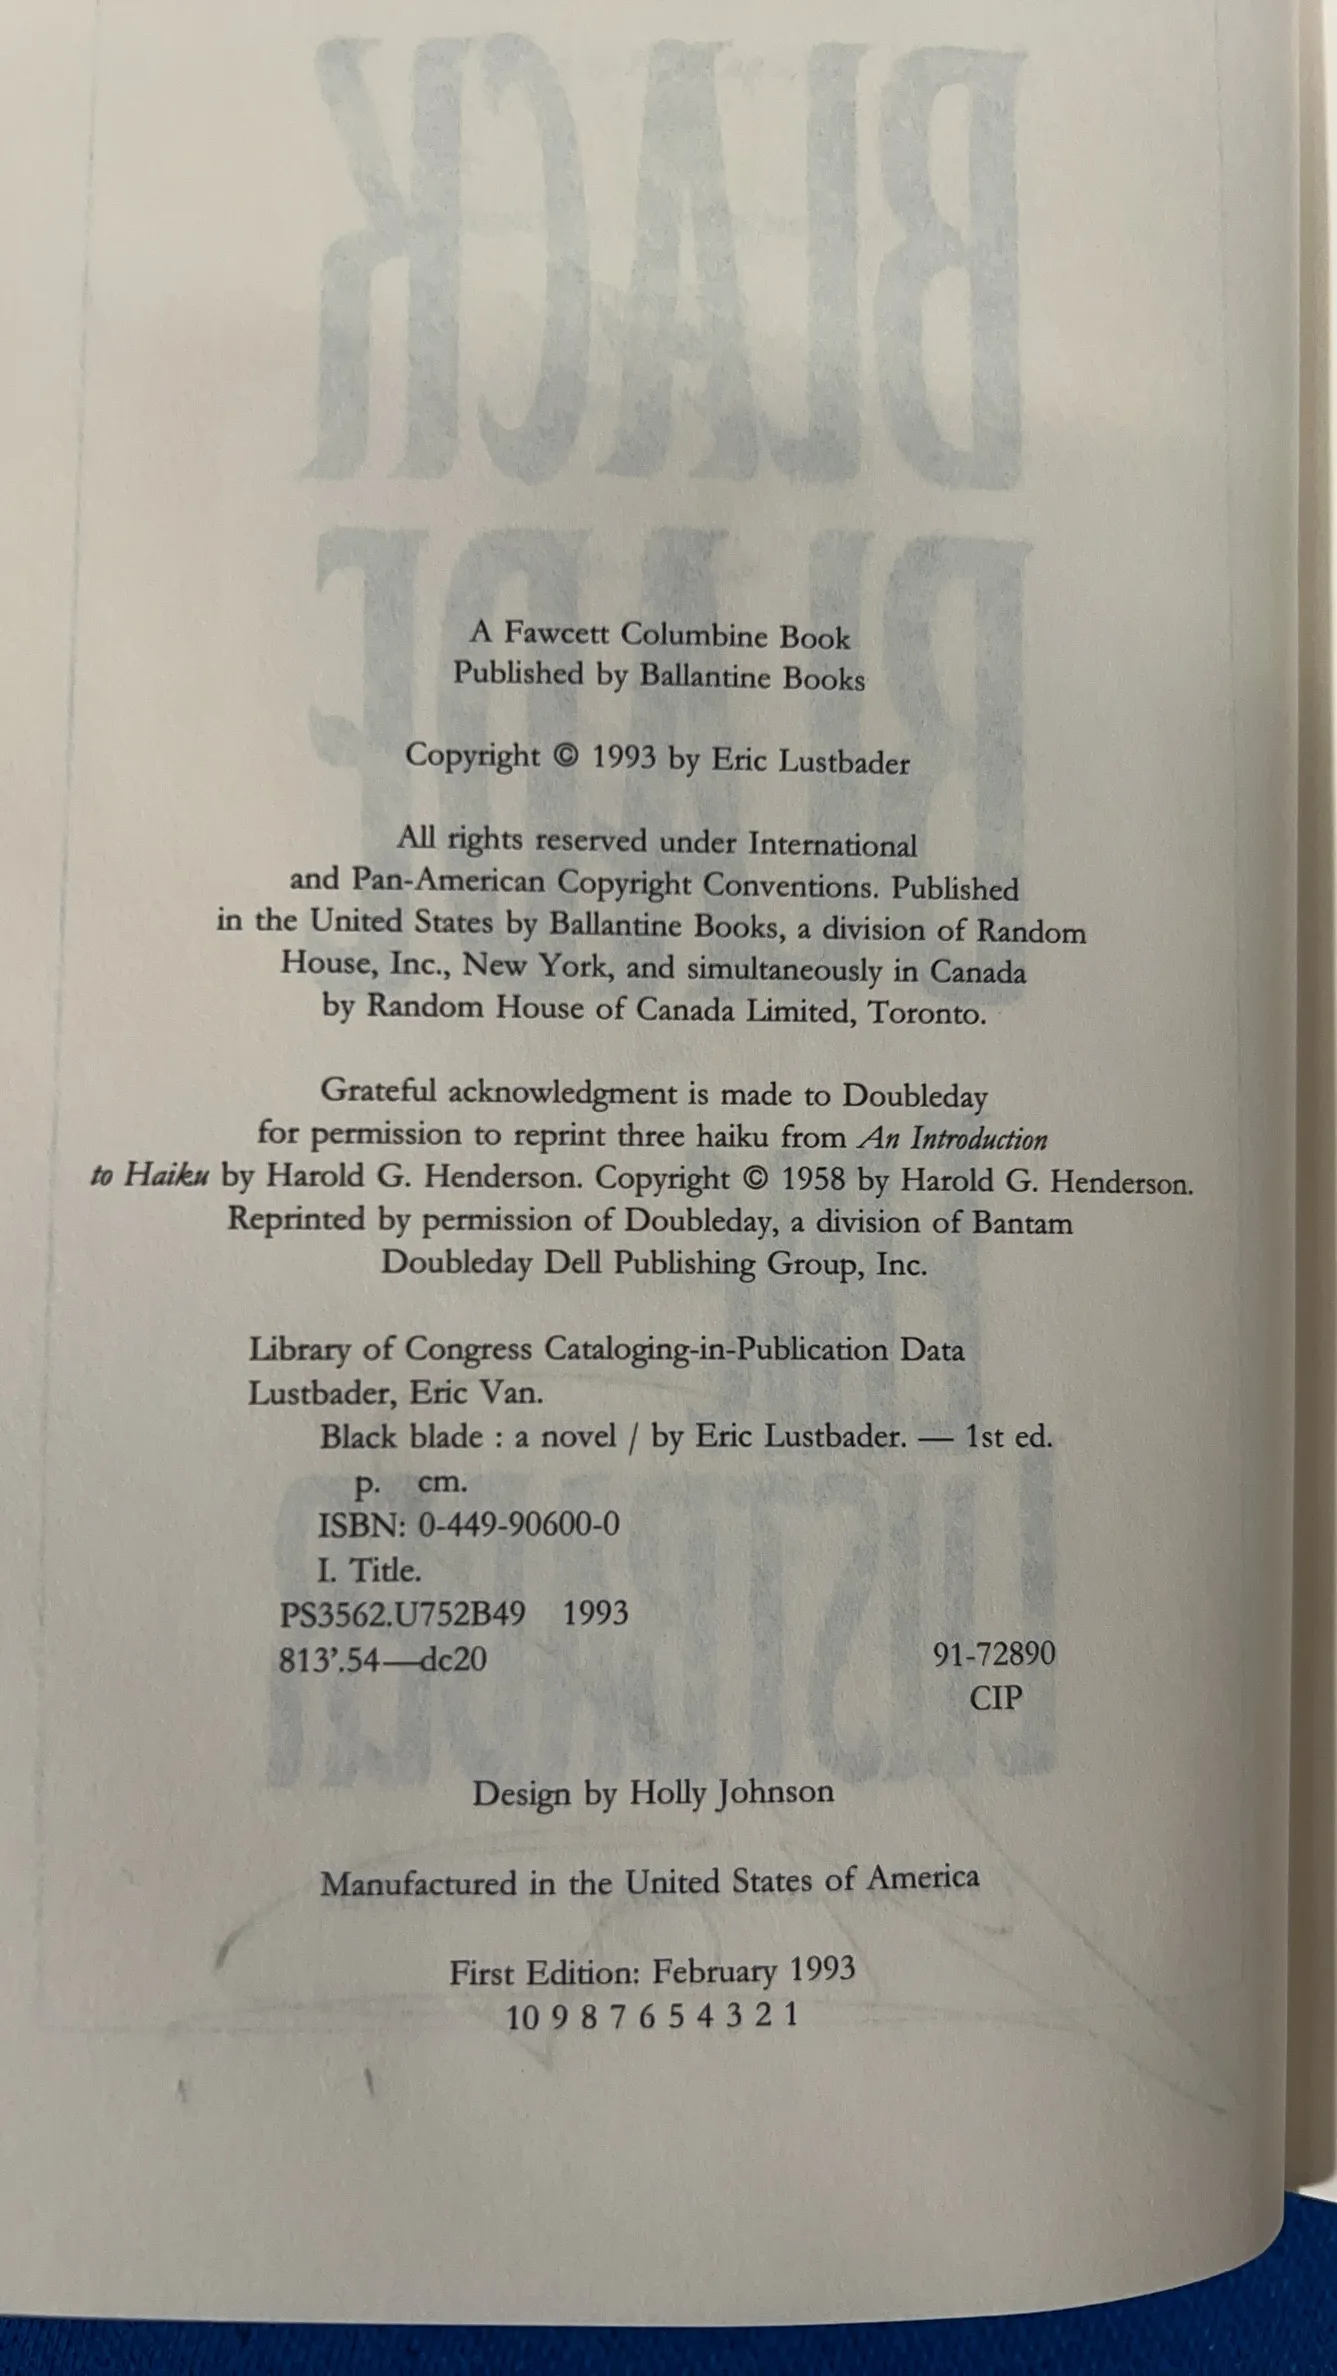 BLACK
BLADE
A Fawcett Columbine Book
Published by Ballantine Books
Copyright © 1993 by Eric Lustbader
All rights reserved under International
and Pan-American Copyright Conventions. Published
in the United States by Ballantine Books, a division of Random
House, Inc., New York, and simultaneously in Canada
by Random House of Canada Limited, Toronto.
Grateful acknowledgment is made to Doubleday
for permission to reprint three haiku from An Introduction
to Haiku by Harold G. Henderson. Copyright © 1958 by Harold G. Henderson.
Reprinted by permission of Doubleday, a division of Bantam
Doubleday Dell Publishing Group, Inc.
Library of Congress Cataloging-in-Publication Data
Lustbader, Eric Van.
Black blade : a novel / by Eric Lustbader. — 1st ed.
p. cm.
ISBN: 0-449-90600-0
I. Title.
PS3562.U752B49 1993
813'.54—dc20
91-72890
CIP
Design by Holly Johnson
Manufactured in the United States of America
First Edition: February 1993
10 9 8 7 6 5 4 3 2 1